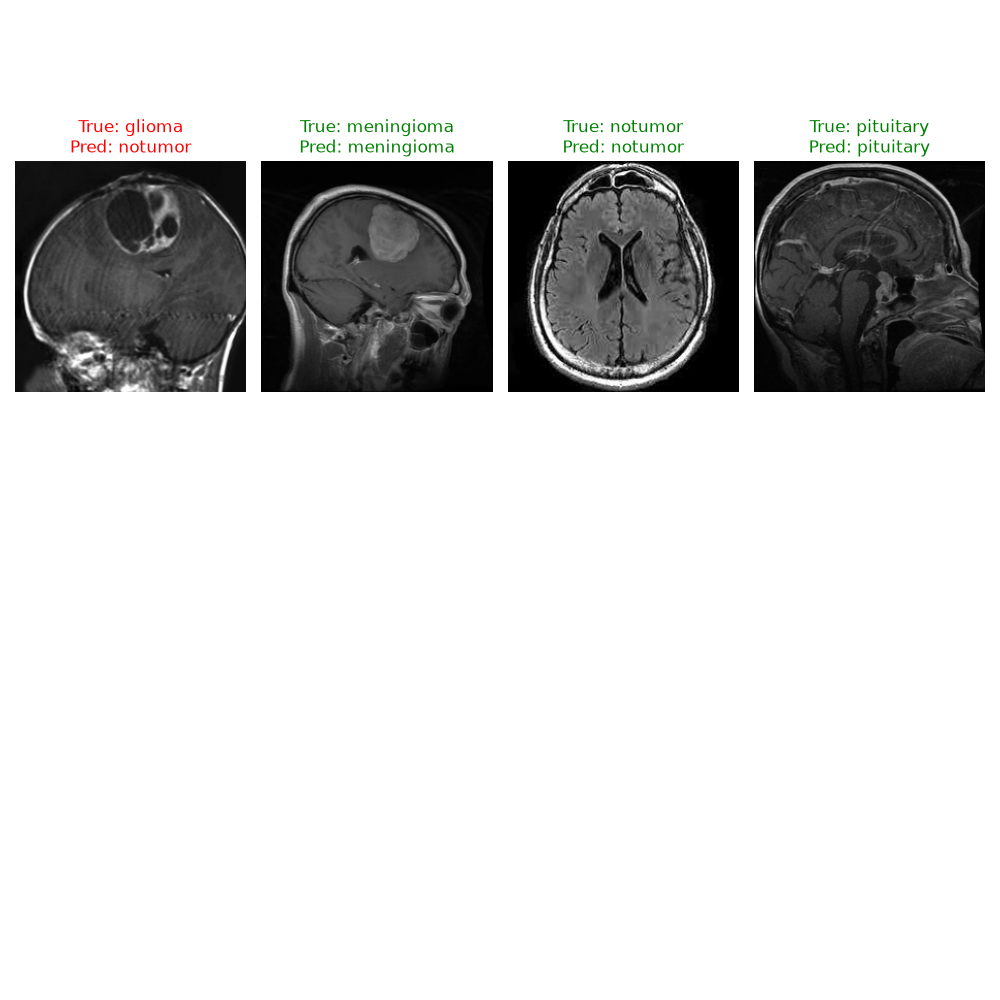 True: glioma
Pred: notumor
True: meningioma
Pred: meningioma
True: notumor
Pred: notumor
True: pituitary
Pred: pituitary